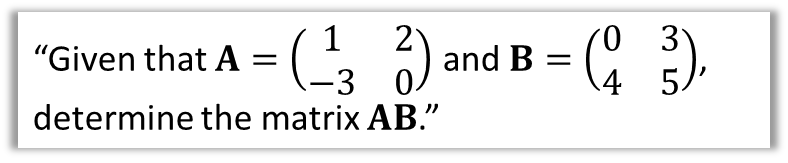 “Given that A = ( 1 2 −3 0 ) and B = ( 0 3 4 5 ),
determine the matrix AB.”